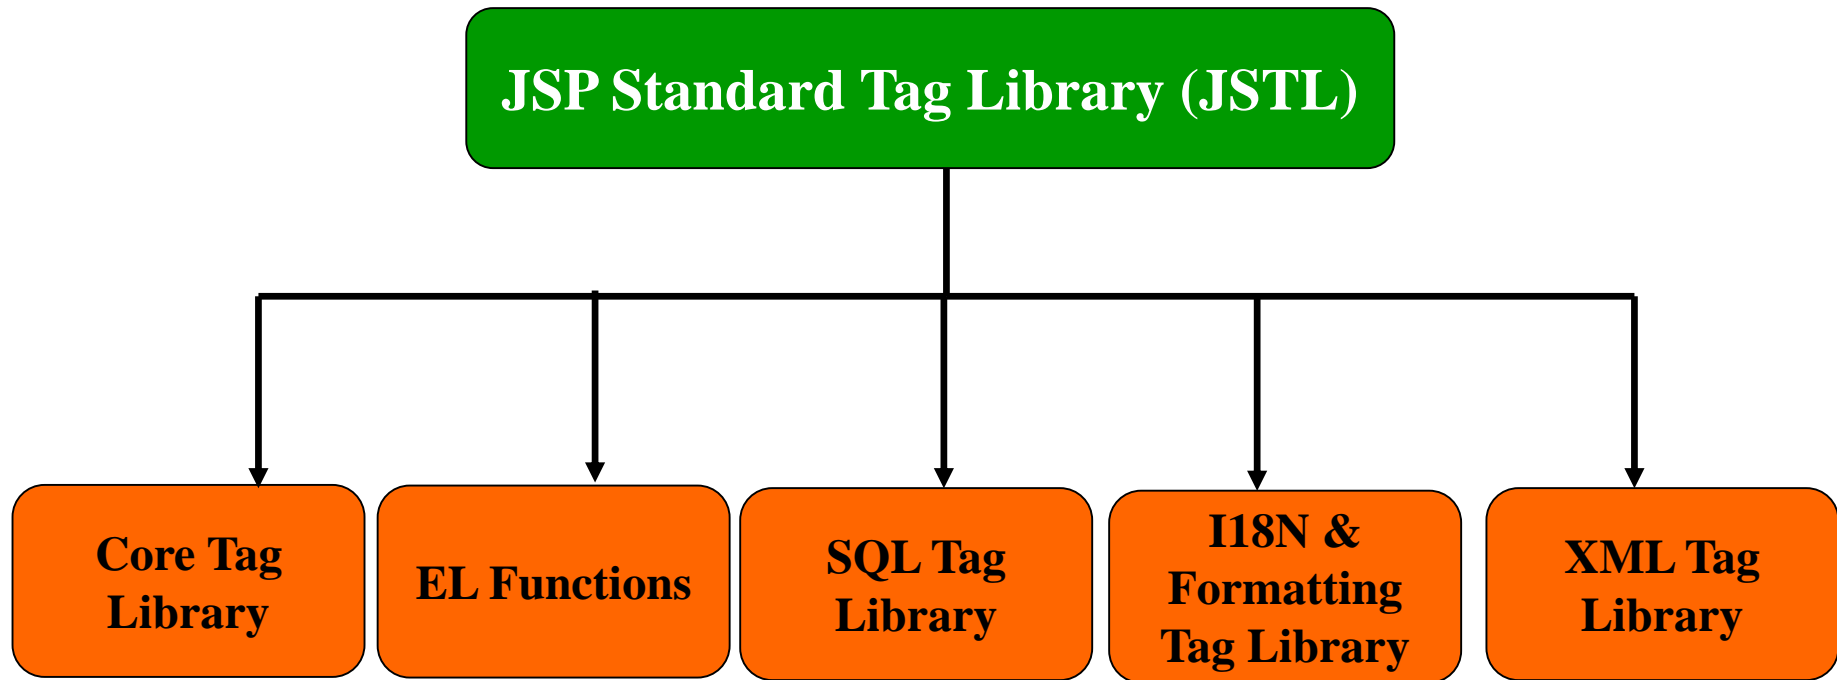 JSP Standard Tag Library (JSTL)
Core Tag
Library
EL Functions
SQL Tag
Library
I18N &
Formatting
Tag Library
XML Tag
Library